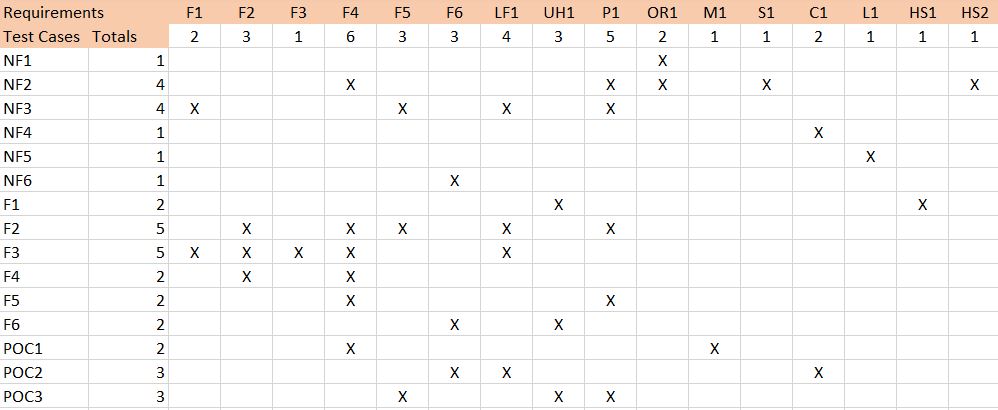 Requirements F1 F2 F3 F4 F5 F6 LF1 UH1 P1 OR1 M1 S1 C1 L1 HS1 HS2
Test Cases Totals 2 3 1 6 3 3 4 3 5 2 1 1 2 1 1 1
NF1 1 X
NF2 4 X X X X X
NF3 4 X X X X
NF4 1 X
NF5 1 X
NF6 1 X
F1 2 X X
F2 5 X X X X X
F3 5 X X X X X
F4 2 X X
F5 2 X X
F6 2 X X
POC1 2 X X
POC2 3 X X X
POC3 3 X X X